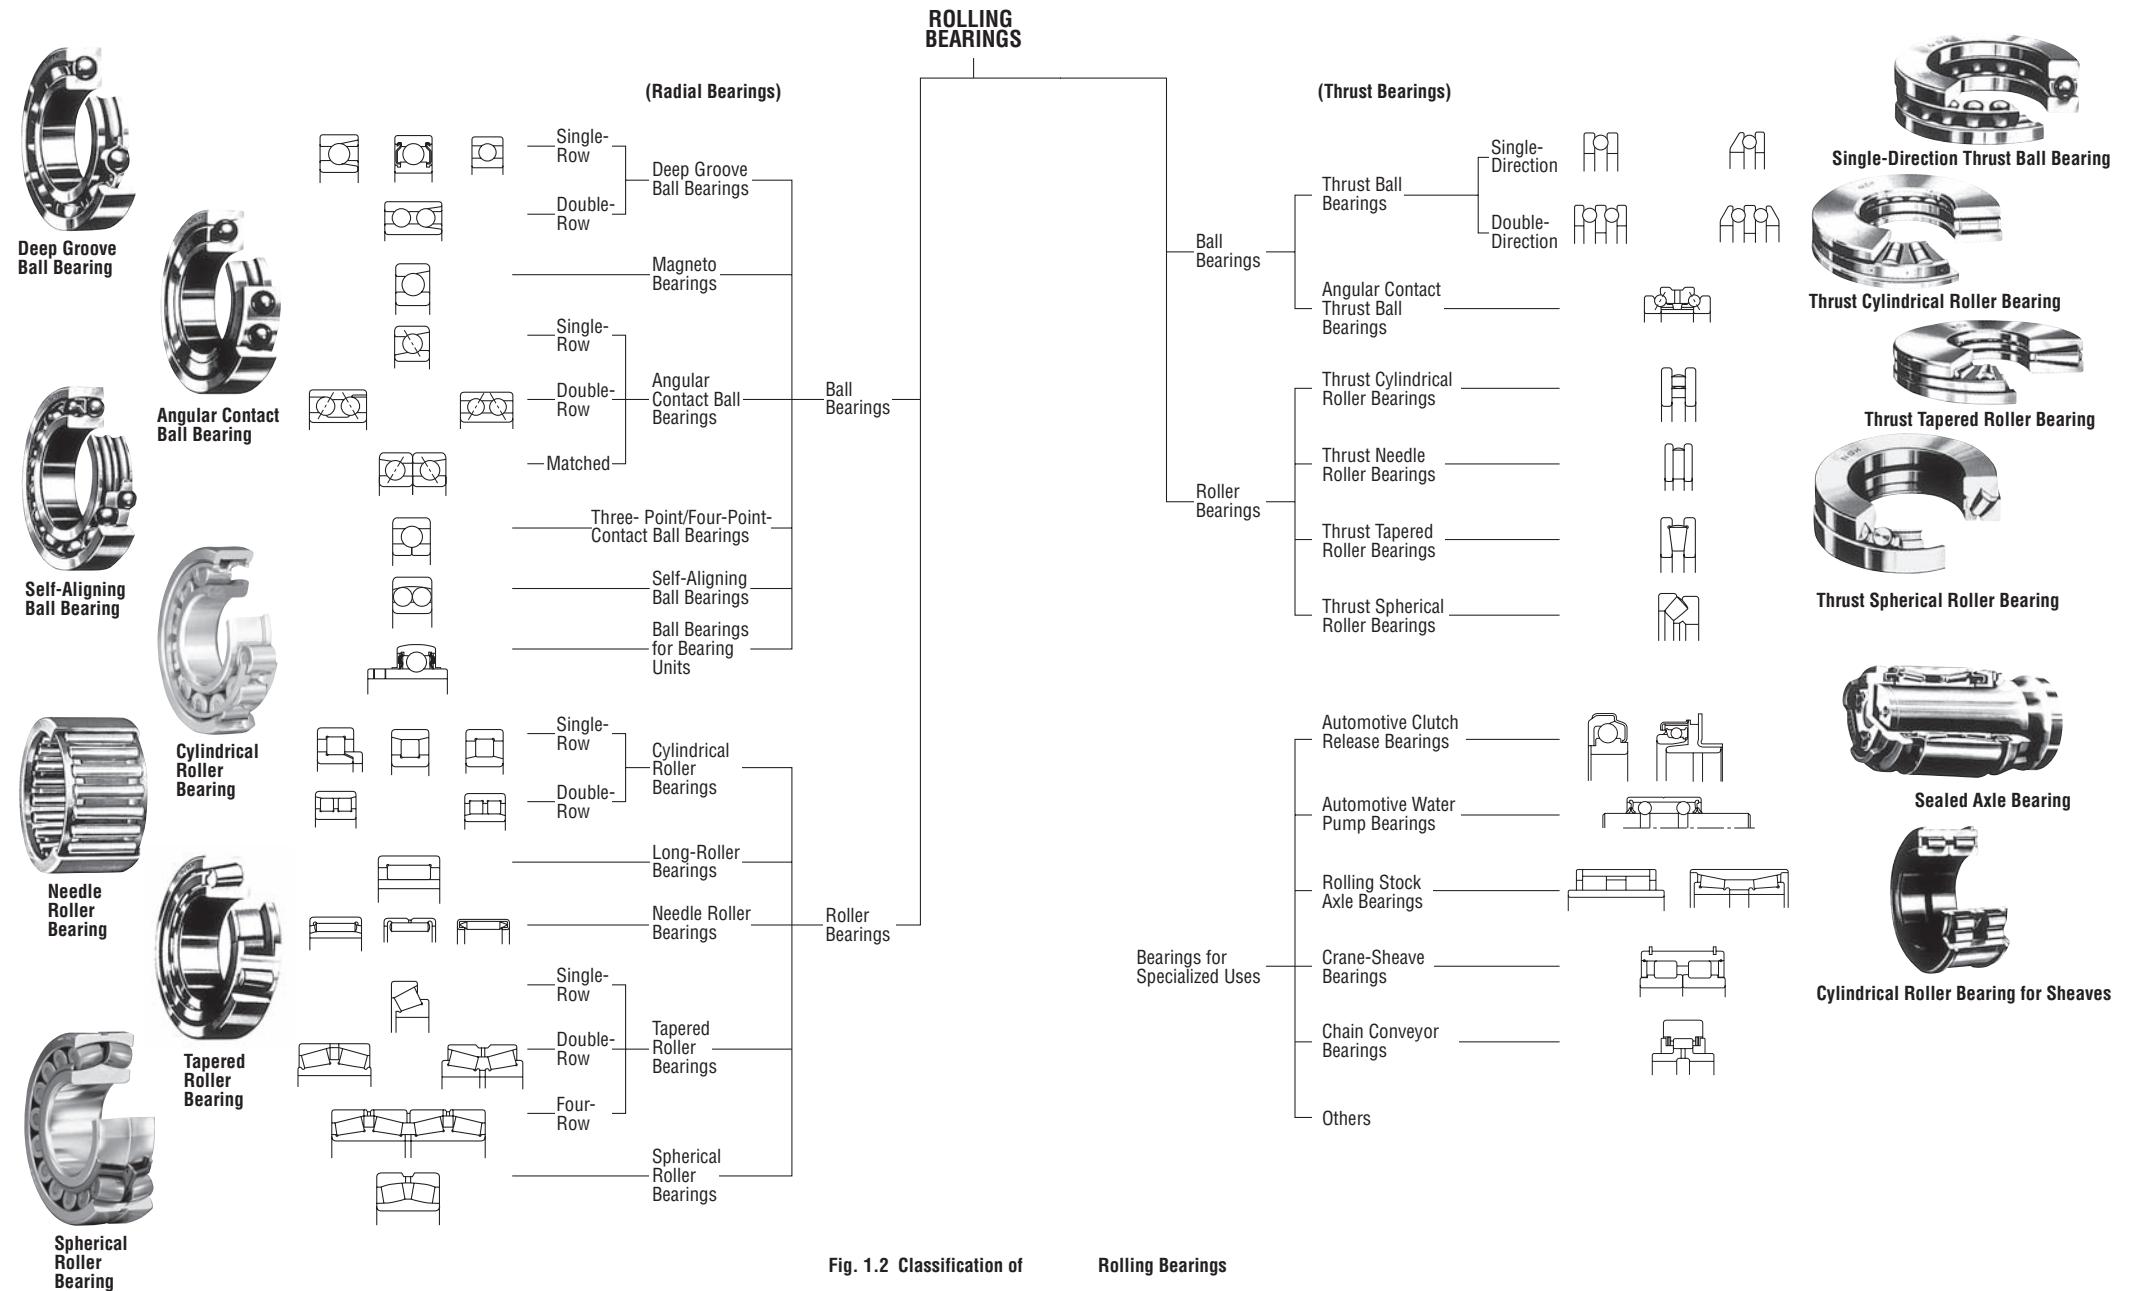 ROLLING
BEARINGS
(Radial Bearings)
Single-
Row
Deep Groove
Ball Bearings
Double-
Row
Magneto
Bearings
Single-
Row
Double-
Row
Angular
Contact Ball
Bearings
Matched
Ball
Bearings
Three- Point/Four-Point-
Contact Ball Bearings
Self-Aligning
Ball Bearings
Ball Bearings
for Bearing
Units
Single-
Row
Cylindrical
Roller
Bearings
Double-
Row
Long-Roller
Bearings
Needle Roller
Bearings
Roller
Bearings
Single-
Row
Double-
Row
Tapered
Roller
Bearings
Four-
Row
Spherical
Roller
Bearings
Deep Groove
Ball Bearing
Angular Contact
Ball Bearing
Self-Aligning
Ball Bearing
Cylindrical
Roller
Bearing
Needle
Roller
Bearing
Tapered
Roller
Bearing
Spherical
Roller
Bearing
(Thrust Bearings)
Single-
Direction
Thrust Ball
Bearings
Double-
Direction
Ball
Bearings
Angular Contact
Thrust Ball
Bearings
Thrust Cylindrical
Roller Bearings
Thrust Needle
Roller Bearings
Roller
Bearings
Thrust Tapered
Roller Bearings
Thrust Spherical
Roller Bearings
Automotive Clutch
Release Bearings
Automotive Water
Pump Bearings
Rolling Stock
Axle Bearings
Bearings for
Specialized Uses
Crane-Sheave
Bearings
Chain Conveyor
Bearings
Others
Single-Direction Thrust Ball Bearing
Thrust Cylindrical Roller Bearing
Thrust Tapered Roller Bearing
Thrust Spherical Roller Bearing
Sealed Axle Bearing
Cylindrical Roller Bearing for Sheaves
Fig. 1.2 Classification of Rolling Bearings